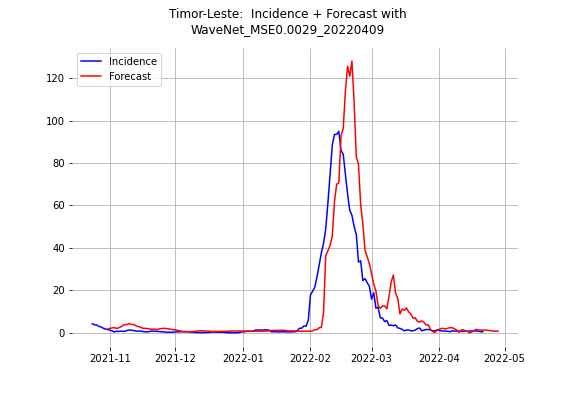 Timor-Leste:  Incidence + Forecast with
WaveNet_MSE0.0029_20220409
Incidence
Forecast
120
100
80
60
40
20
0
2021-11 2021-12 2022-01 2022-02 2022-03 2022-04 2022-05